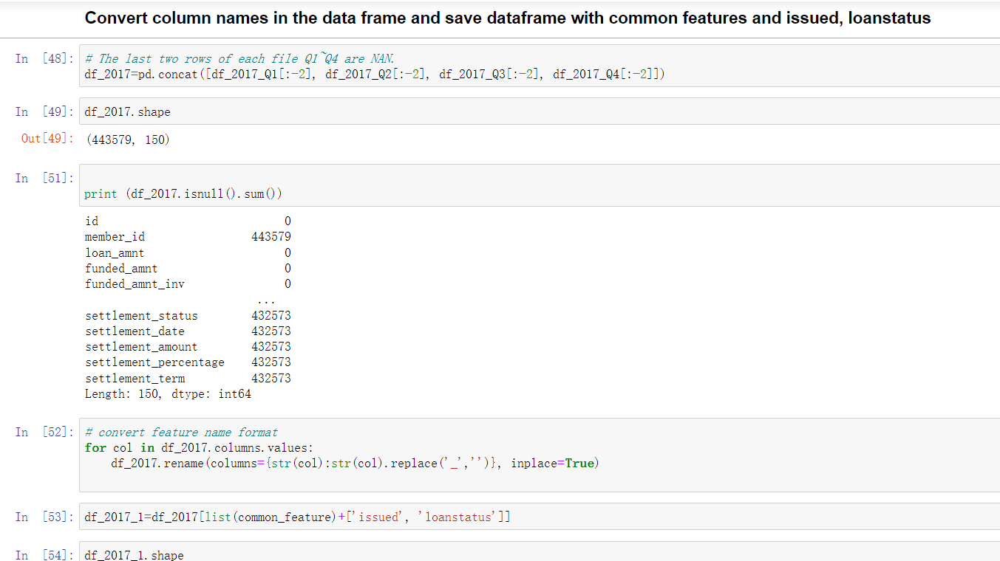 Convert column names in the data frame and save dataframe with common features and issued, loanstatus
In [48]: # The last two rows of each file Q1~Q4 are NAN.
df_2017=pd.concat([df_2017_Q1[:-2], df_2017_Q2[:-2], df_2017_Q3[:-2], df_2017_Q4[:-2]])
In [49]: df_2017.shape
Out[49]: (443579, 150)
In [51]:
print (df_2017.isnull().sum())
id 0
member_id 443579
loan_amnt 0
funded_amnt 0
funded_amnt_inv 0
...
settlement_status 432573
settlement_date 432573
settlement_amount 432573
settlement_percentage 432573
settlement_term 432573
Length: 150, dtype: int64
In [52]: # convert feature name format
for col in df_2017.columns.values:
    df_2017.rename(columns={str(col):str(col).replace('_','')}, inplace=True)
In [53]: df_2017_1=df_2017[list(common_feature)+['issued', 'loanstatus']]
In [54]: df_2017_1.shape